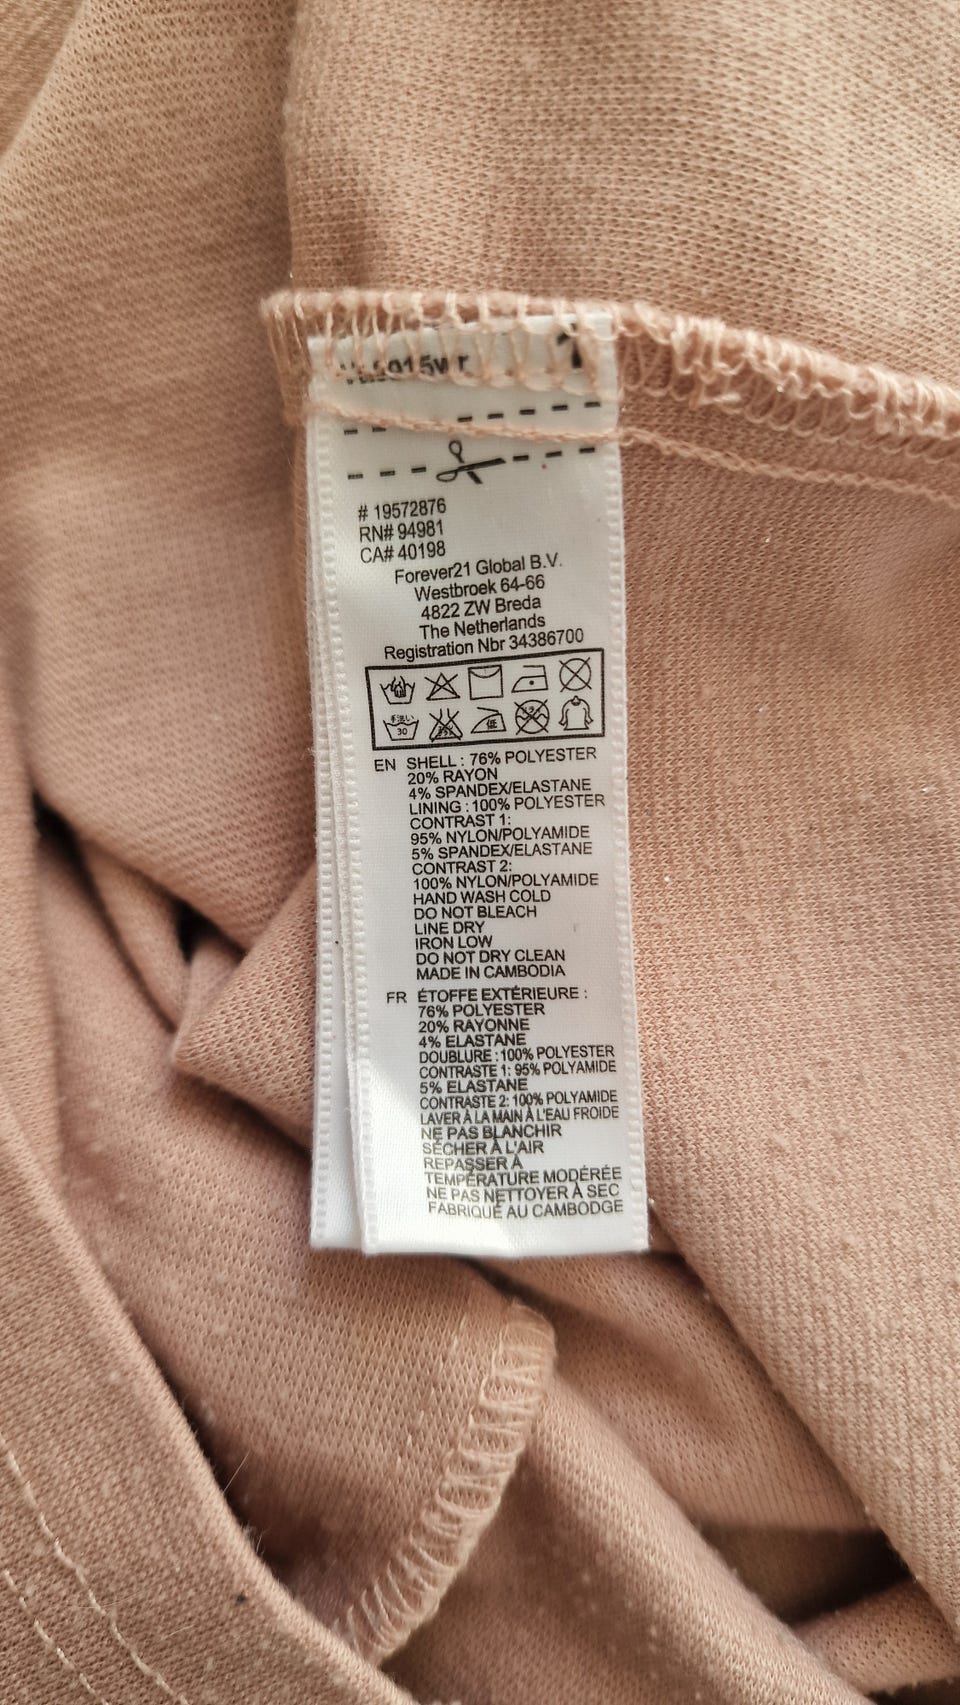 # 19572876
RN# 94981
CA# 40198
Forever21 Global B.V.
Westbroek 64-66
4822 ZW Breda
The Netherlands
Registration Nbr 34386700
手洗い
30
低
EN SHELL : 76% POLYESTER
20% RAYON
4% SPANDEX/ELASTANE
LINING : 100% POLYESTER
CONTRAST 1:
95% NYLON/POLYAMIDE
5% SPANDEX/ELASTANE
CONTRAST 2:
100% NYLON/POLYAMIDE
HAND WASH COLD
DO NOT BLEACH
LINE DRY
IRON LOW
DO NOT DRY CLEAN
MADE IN CAMBODIA
FR ÉTOFFE EXTÉRIEURE :
76% POLYESTER
20% RAYONNE
4% ELASTANE
DOUBLURE : 100% POLYESTER
CONTRASTE 1: 95% POLYAMIDE
5% ELASTANE
CONTRASTE 2: 100% POLYAMIDE
LAVER À LA MAIN À L'EAU FROIDE
NE PAS BLANCHIR
SÉCHER À L'AIR
REPASSER À
TEMPÉRATURE MODÉRÉE
NE PAS NETTOYER À SEC
FABRIQUÉ AU CAMBODGE